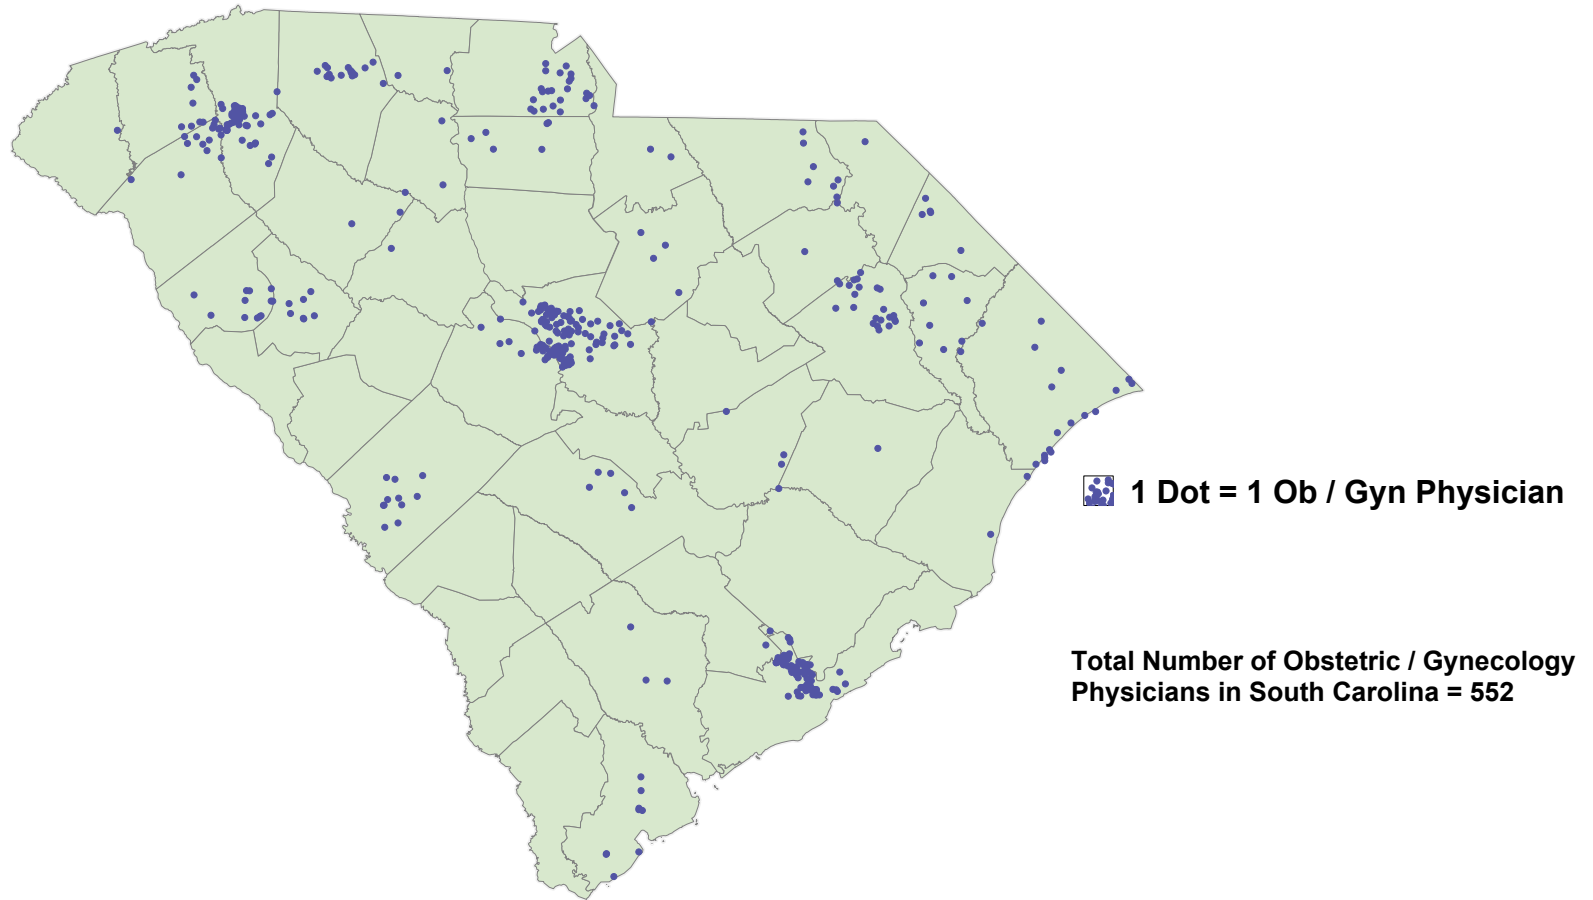 1 Dot = 1 Ob / Gyn Physician
Total Number of Obstetric / Gynecology
Physicians in South Carolina = 552